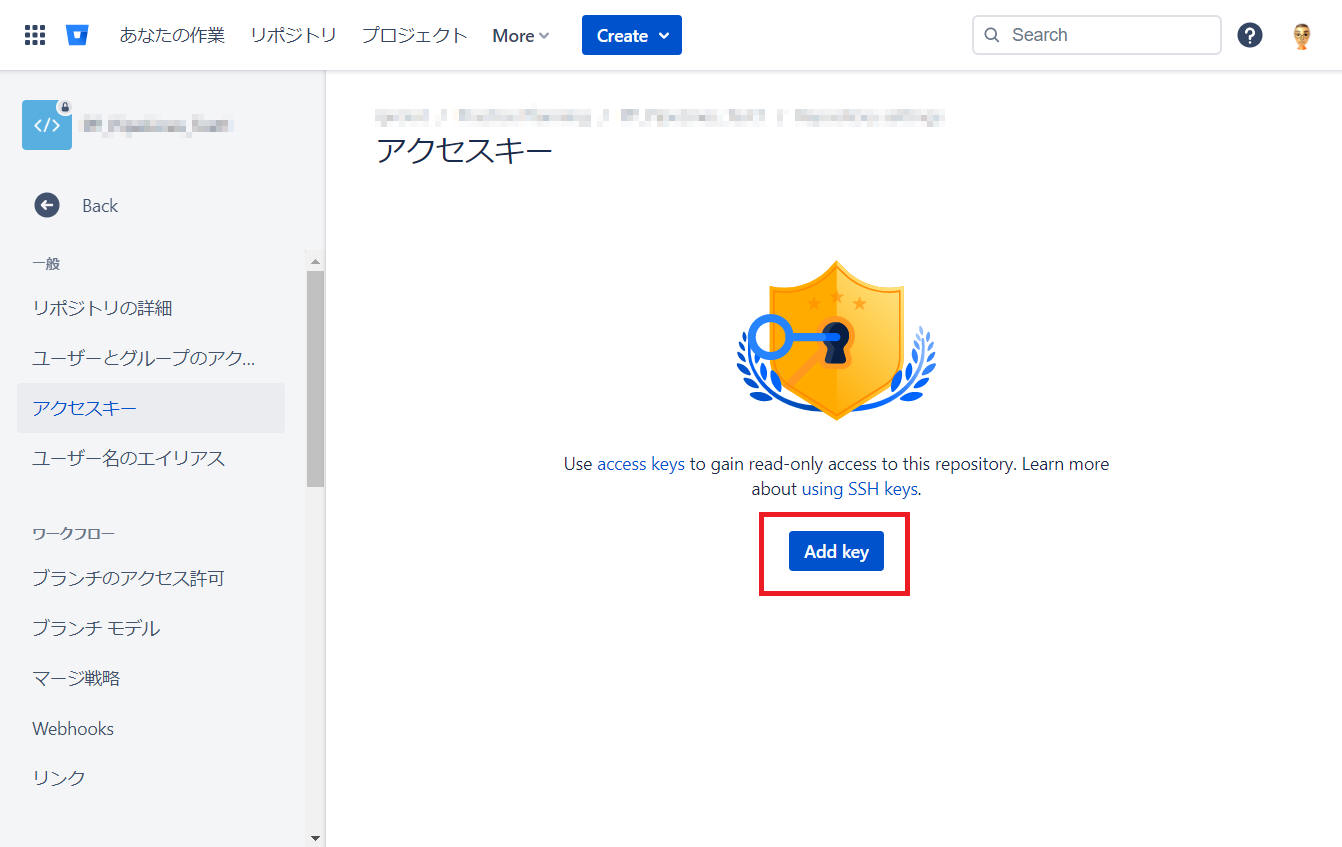 あなたの作業 リポジトリ プロジェクト More Create Search ?
</>
アクセスキー
Back
一般
リポジトリの詳細
ユーザーとグループのアク...
アクセスキー
ユーザー名のエイリアス
ワークフロー
ブランチのアクセス許可
ブランチ モデル
マージ戦略
Webhooks
リンク
Use access keys to gain read-only access to this repository. Learn more
about using SSH keys.
Add key